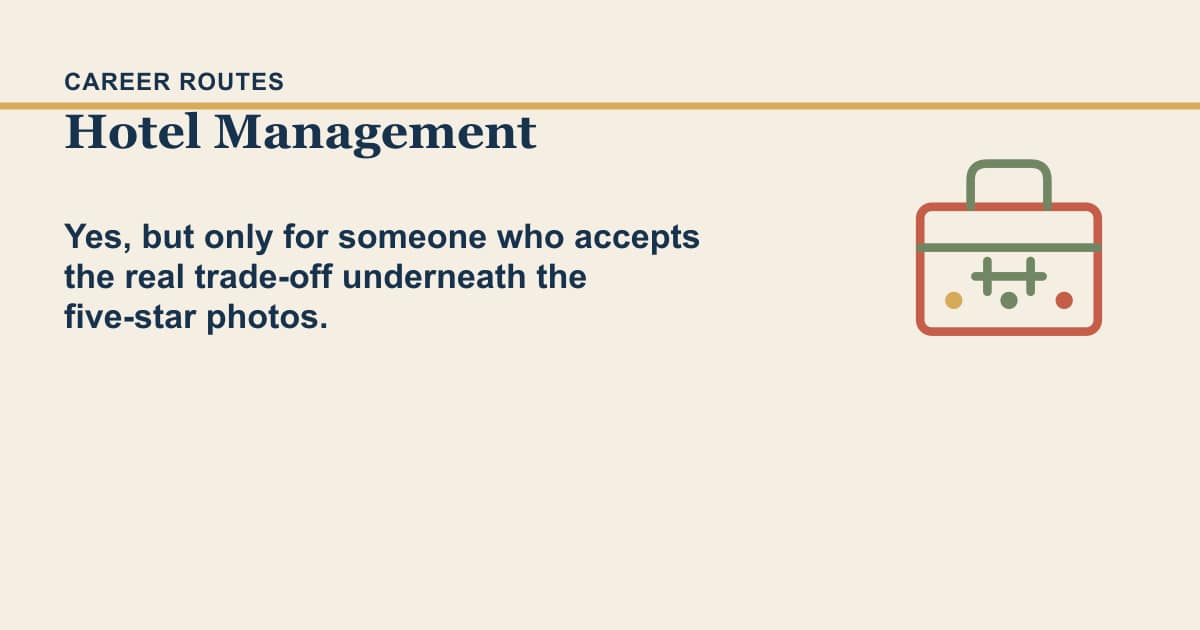 CAREER ROUTES
Hotel Management
Yes, but only for someone who accepts
the real trade-off underneath the
five-star photos.